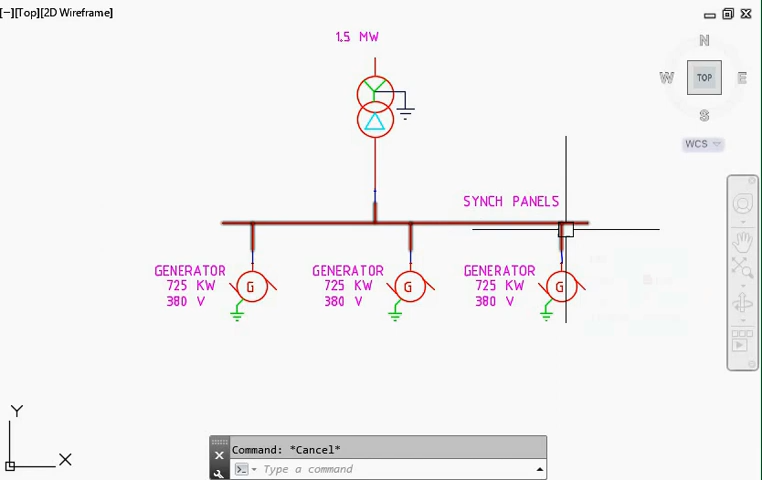 [−][Top][2D Wireframe]
1.5 MW
N
W
TOP
E
S
WCS
SYNCH PANELS
GENERATOR
725 KW
380 V
G
GENERATOR
725 KW
380 V
G
GENERATOR
725 KW
380 V
G
Y
X
Command: *Cancel*
Type a command